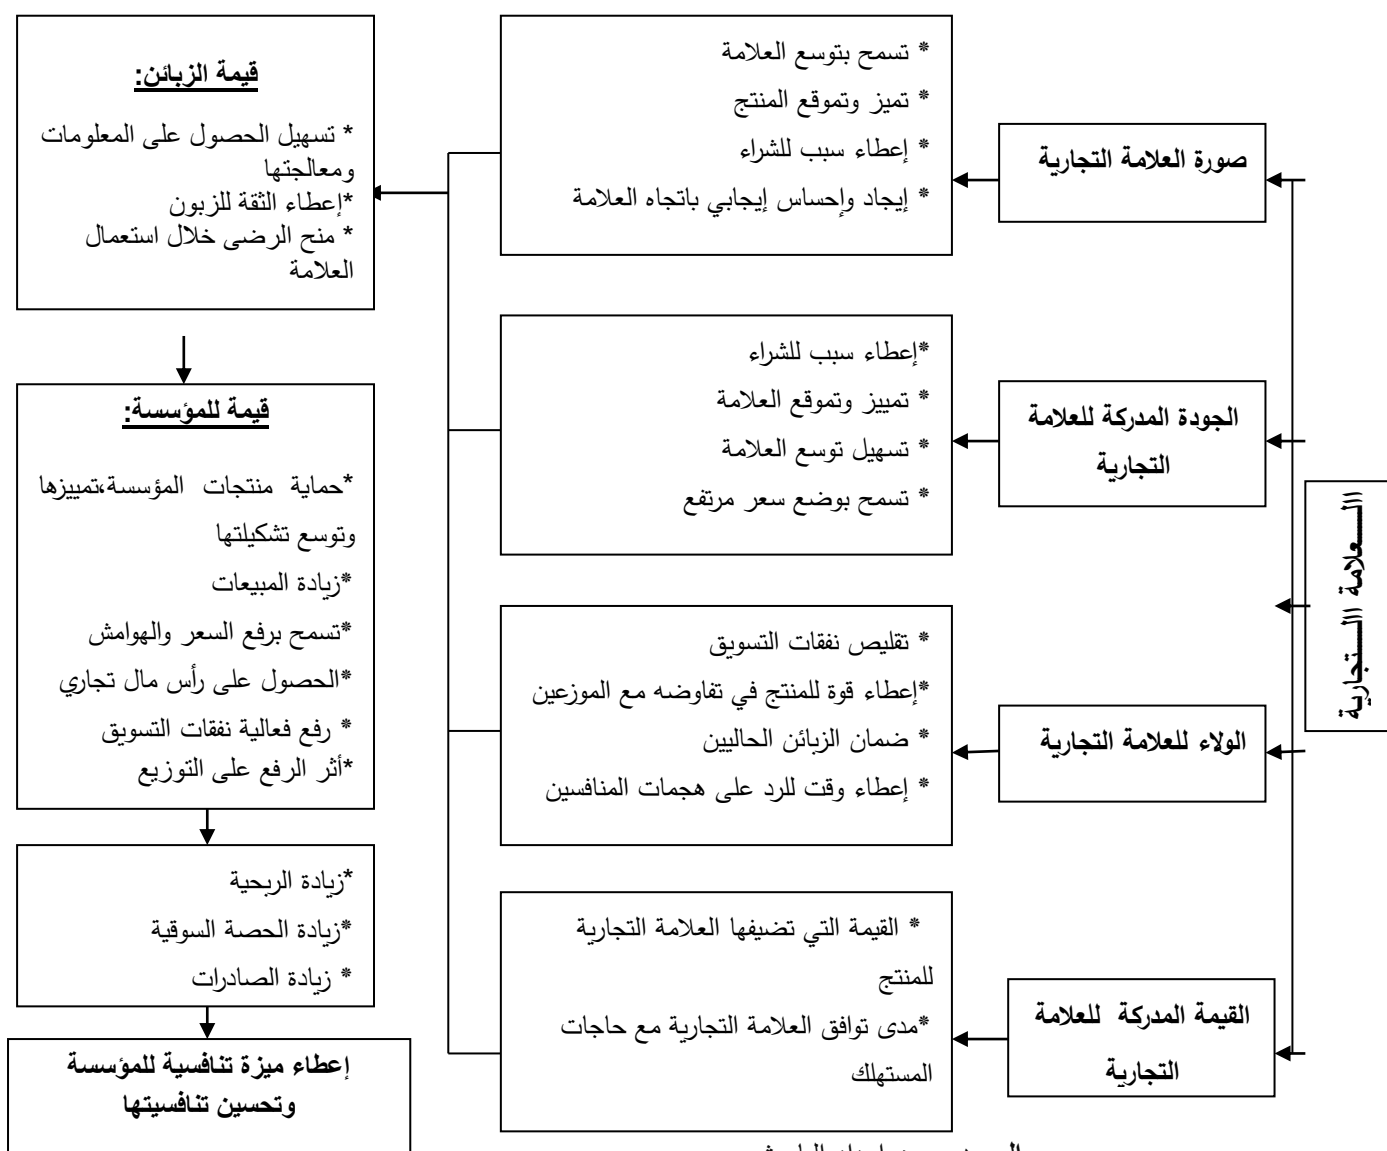 االـــعلامة االـــتجارية
صورة العلامة التجارية
* تسمح بتوسع العلامة
* تميز وتموقع المنتج
* إعطاء سبب للشراء
* إيجاد وإحساس إيجابي باتجاه العلامة
الجودة المدركة للعلامة
التجارية
*إعطاء سبب للشراء
* تمييز وتموقع العلامة
* تسهيل توسع العلامة
* تسمح بوضع سعر مرتفع
الولاء للعلامة التجارية
* تقليص نفقات التسويق
*إعطاء قوة للمنتج في تفاوضه مع الموزعين
* ضمان الزبائن الحاليين
* إعطاء وقت للرد على هجمات المنافسين
القيمة المدركة للعلامة
التجارية
* القيمة التي تضيفها العلامة التجارية
للمنتج
*مدى توافق العلامة التجارية مع حاجات
المستهلك
قيمة الزبائن:
* تسهيل الحصول على المعلومات
ومعالجتها
*إعطاء الثقة للزبون
* منح الرضى خلال استعمال
العلامة
قيمة للمؤسسة:
*حماية منتجات المؤسسة،تمييزها
وتوسع تشكيلتها
*زيادة المبيعات
*تسمح برفع السعر والهوامش
*الحصول على رأس مال تجاري
* رفع فعالية نفقات التسويق
*أثر الرفع على التوزيع
*زيادة الربحية
*زيادة الحصة السوقية
* زيادة الصادرات
إعطاء ميزة تنافسية للمؤسسة
وتحسين تنافسيتها